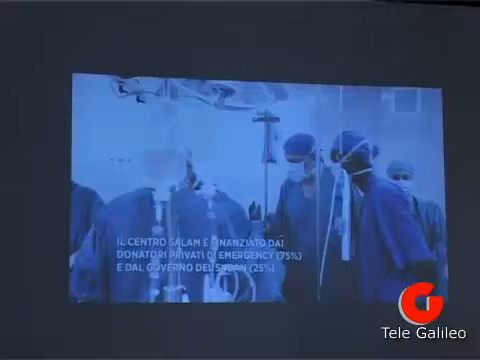 IL CENTRO SALAM È FINANZIATO DAI
DONATORI PRIVATI DI EMERGENCY (75%)
E DAL GOVERNO DEL SUDAN (25%)
Tele Galileo